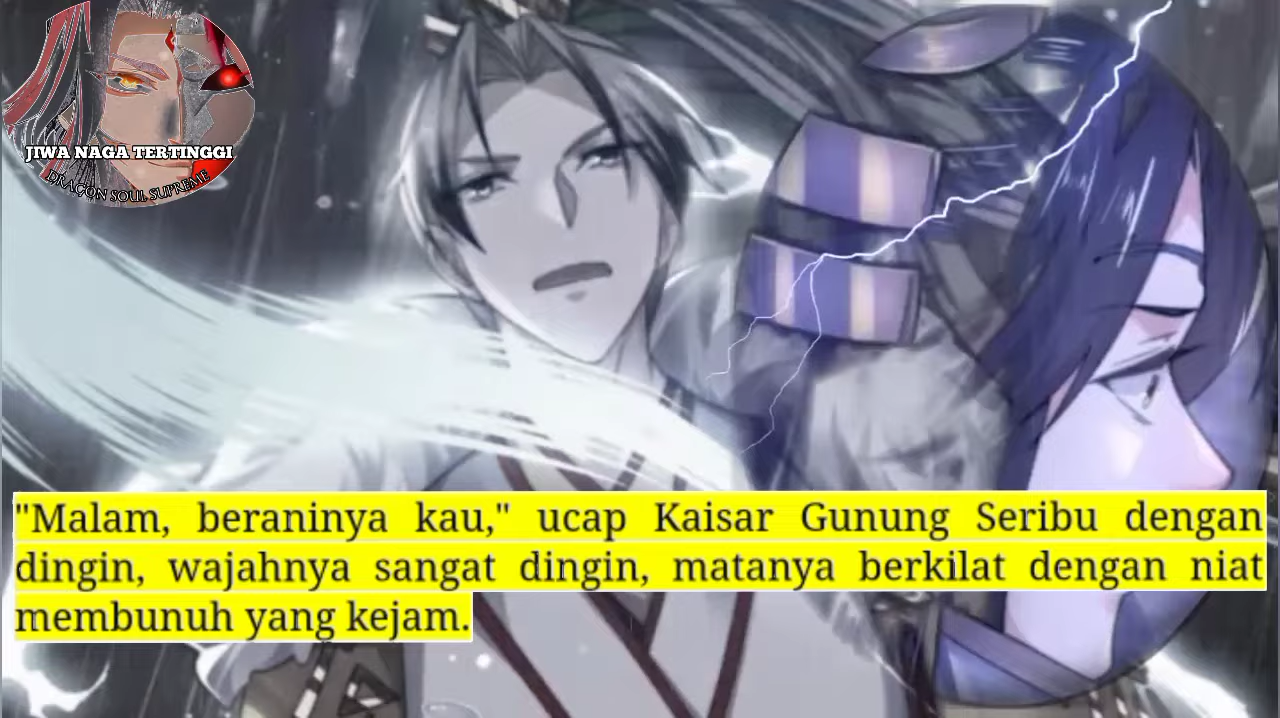 JIWA NAGA TERTINGGI
DRAGON SOUL SUPREME
"Malam, beraninya kau," ucap Kaisar Gunung Seribu dengan
dingin, wajahnya sangat dingin, matanya berkilat dengan niat
membunuh yang kejam.